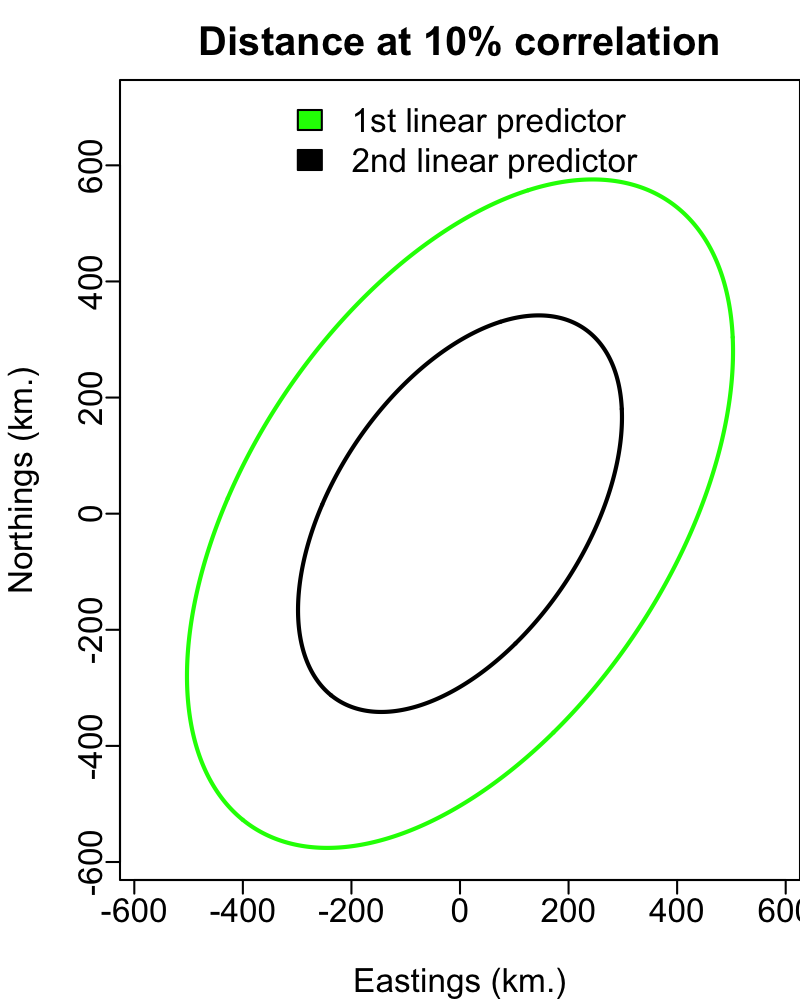 Distance at 10% correlation
1st linear predictor
2nd linear predictor
Northings (km.)
600
400
200
0
-200
-400
-600
-600 -400 -200 0 200 400 600
Eastings (km.)